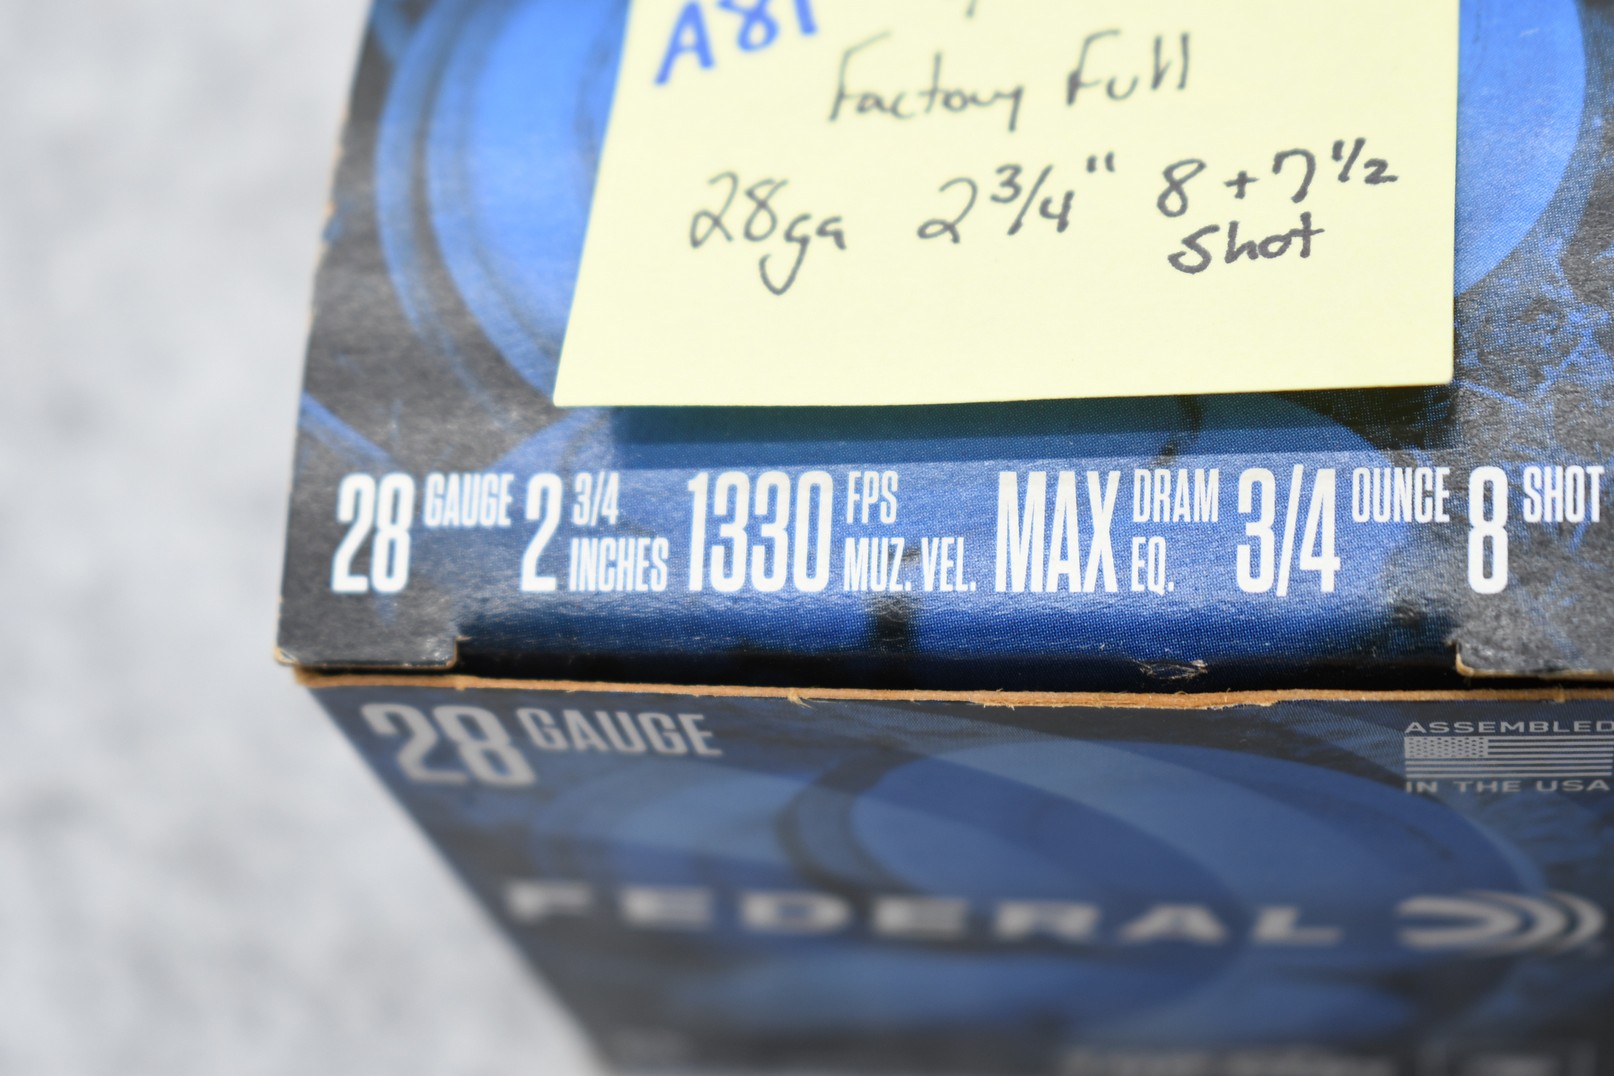 A81
Factory Full
28ga 2 3/4" 8 + 7 1/2
Shot
28 GAUGE 2 3/4 INCHES 1330 FPS MUZ. VEL. MAX DRAM EQ. 3/4 OUNCE 8 SHOT
28 GAUGE
ASSEMBLED
IN THE USA
FEDERAL